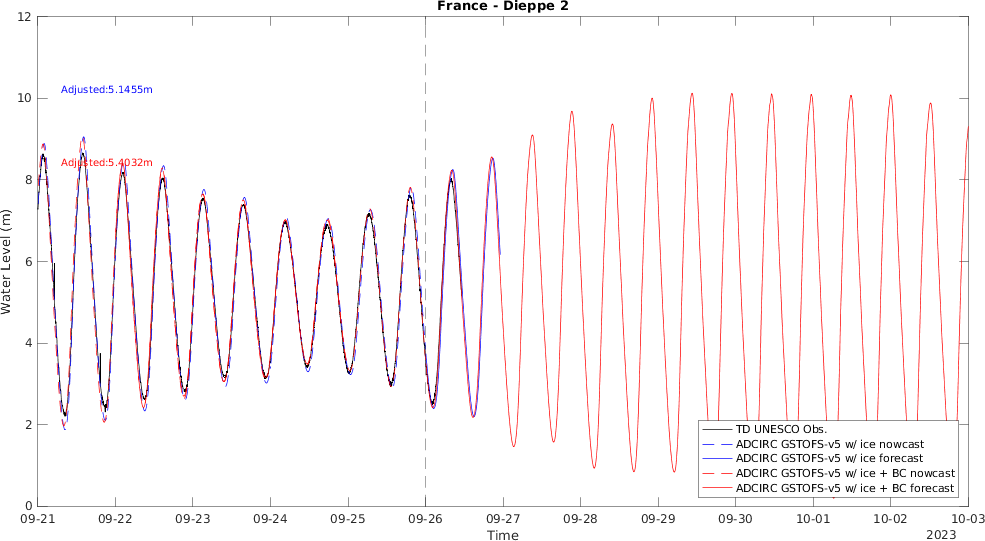 France - Dieppe 2
12
10
8
6
4
2
0
Water Level (m)
Adjusted:5.1455m
Adjusted:5.4032m
TD UNESCO Obs.
ADCIRC GSTOFS-v5 w/ ice nowcast
ADCIRC GSTOFS-v5 w/ ice forecast
ADCIRC GSTOFS-v5 w/ ice + BC nowcast
ADCIRC GSTOFS-v5 w/ ice + BC forecast
09-21 09-22 09-23 09-24 09-25 09-26 09-27 09-28 09-29 09-30 10-01 10-02 10-03
Time
2023